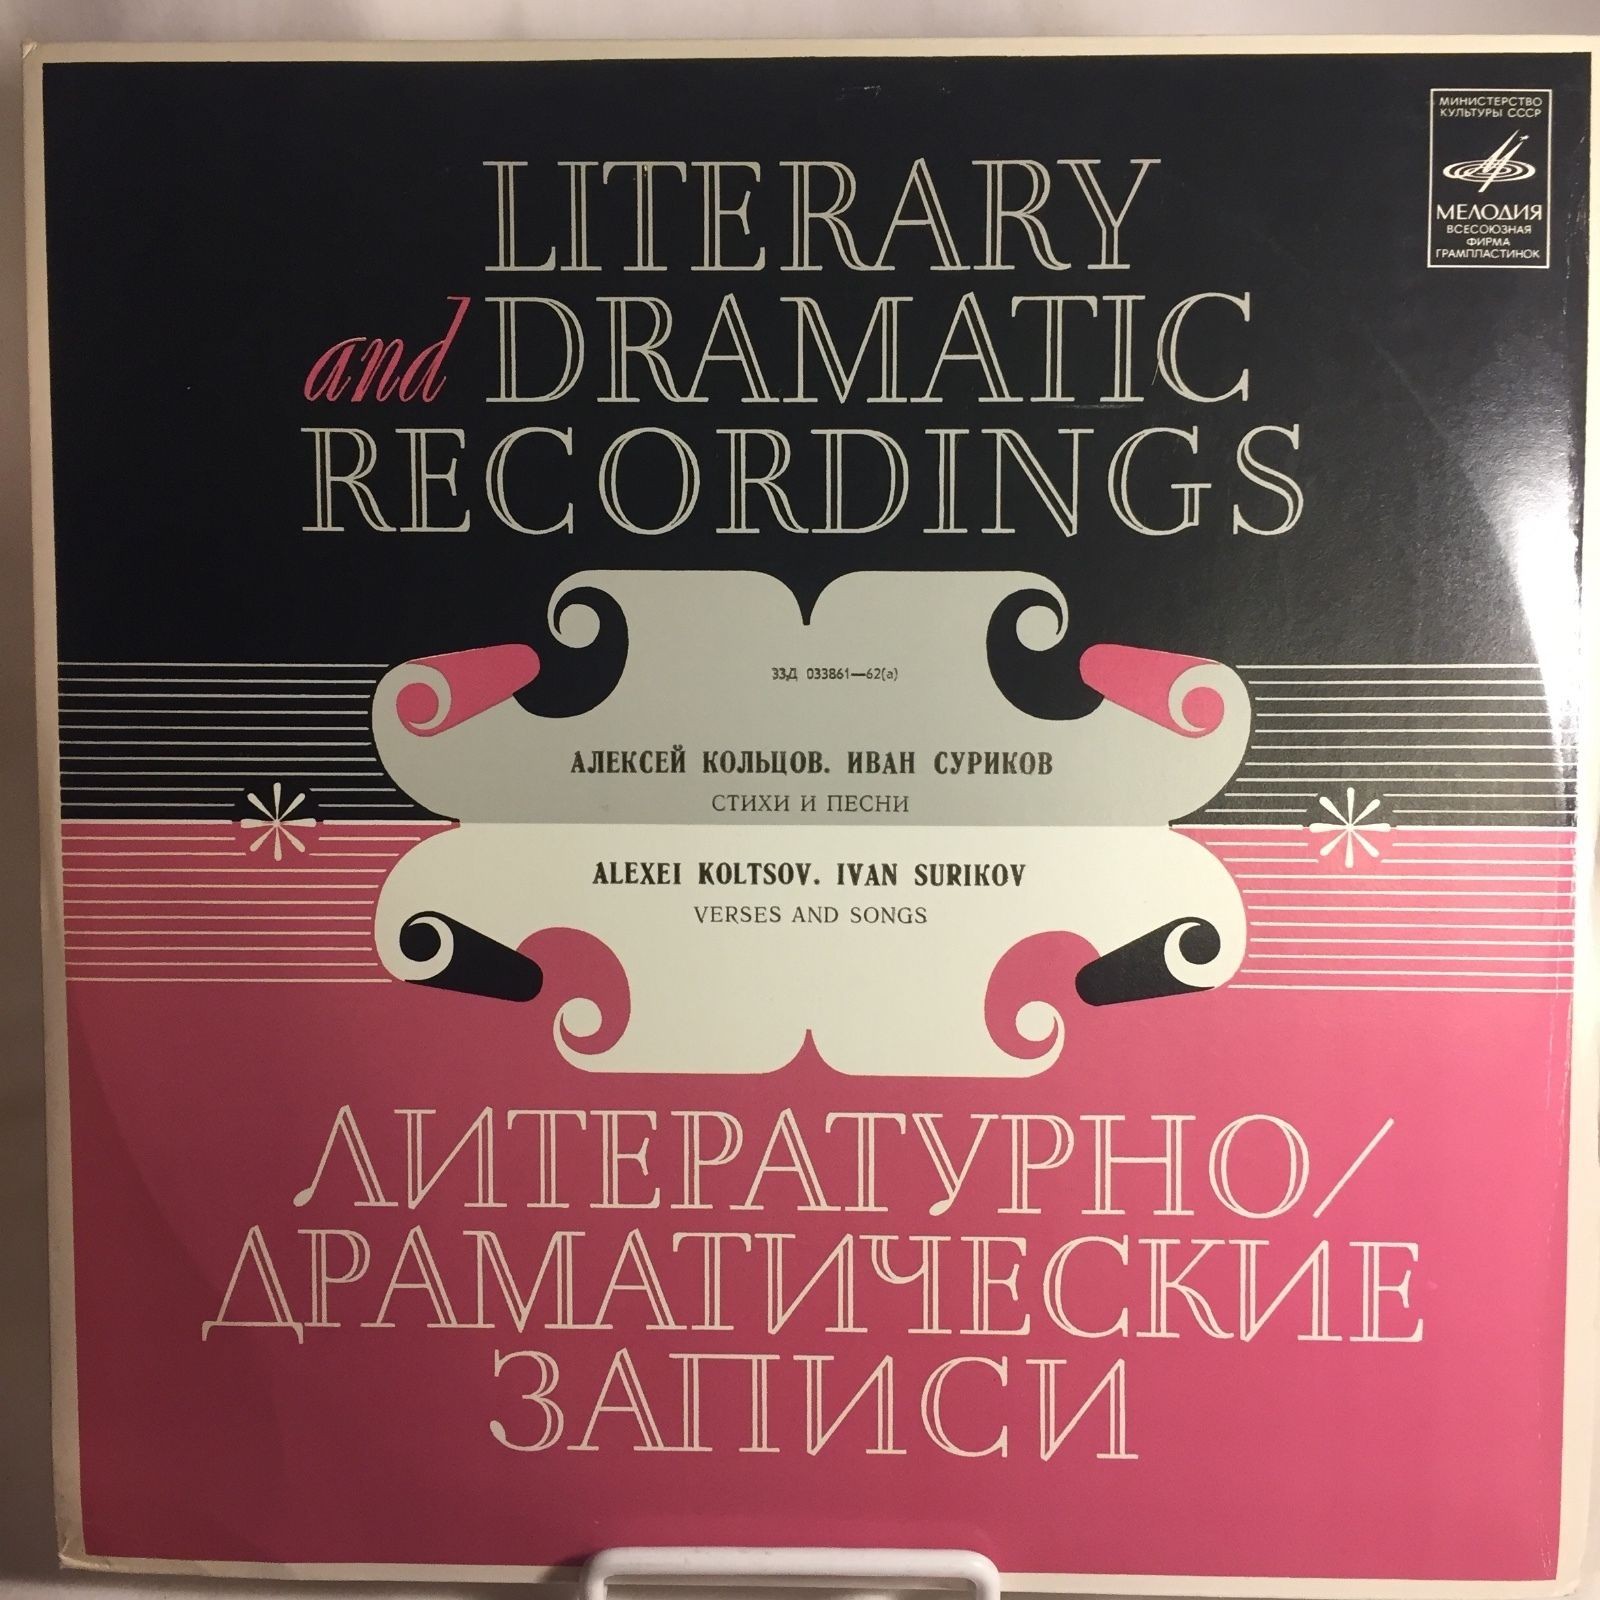 МИНИСТЕРСТВО
КУЛЬТУРЫ СССР
МЕЛОДИЯ
ВСЕСОЮЗНАЯ
ФИРМА
ГРАМПЛАСТИНОК
LITERARY
and DRAMATIC
RECORDINGS
33Д 033861—62(а)
АЛЕКСЕЙ КОЛЬЦОВ. ИВАН СУРИКОВ
СТИХИ И ПЕСНИ
ALEXEI KOLTSOV. IVAN SURIKOV
VERSES AND SONGS
ЛИТЕРАТУРНО/
ДРАМАТИЧЕСКИЕ
ЗАПИСИ